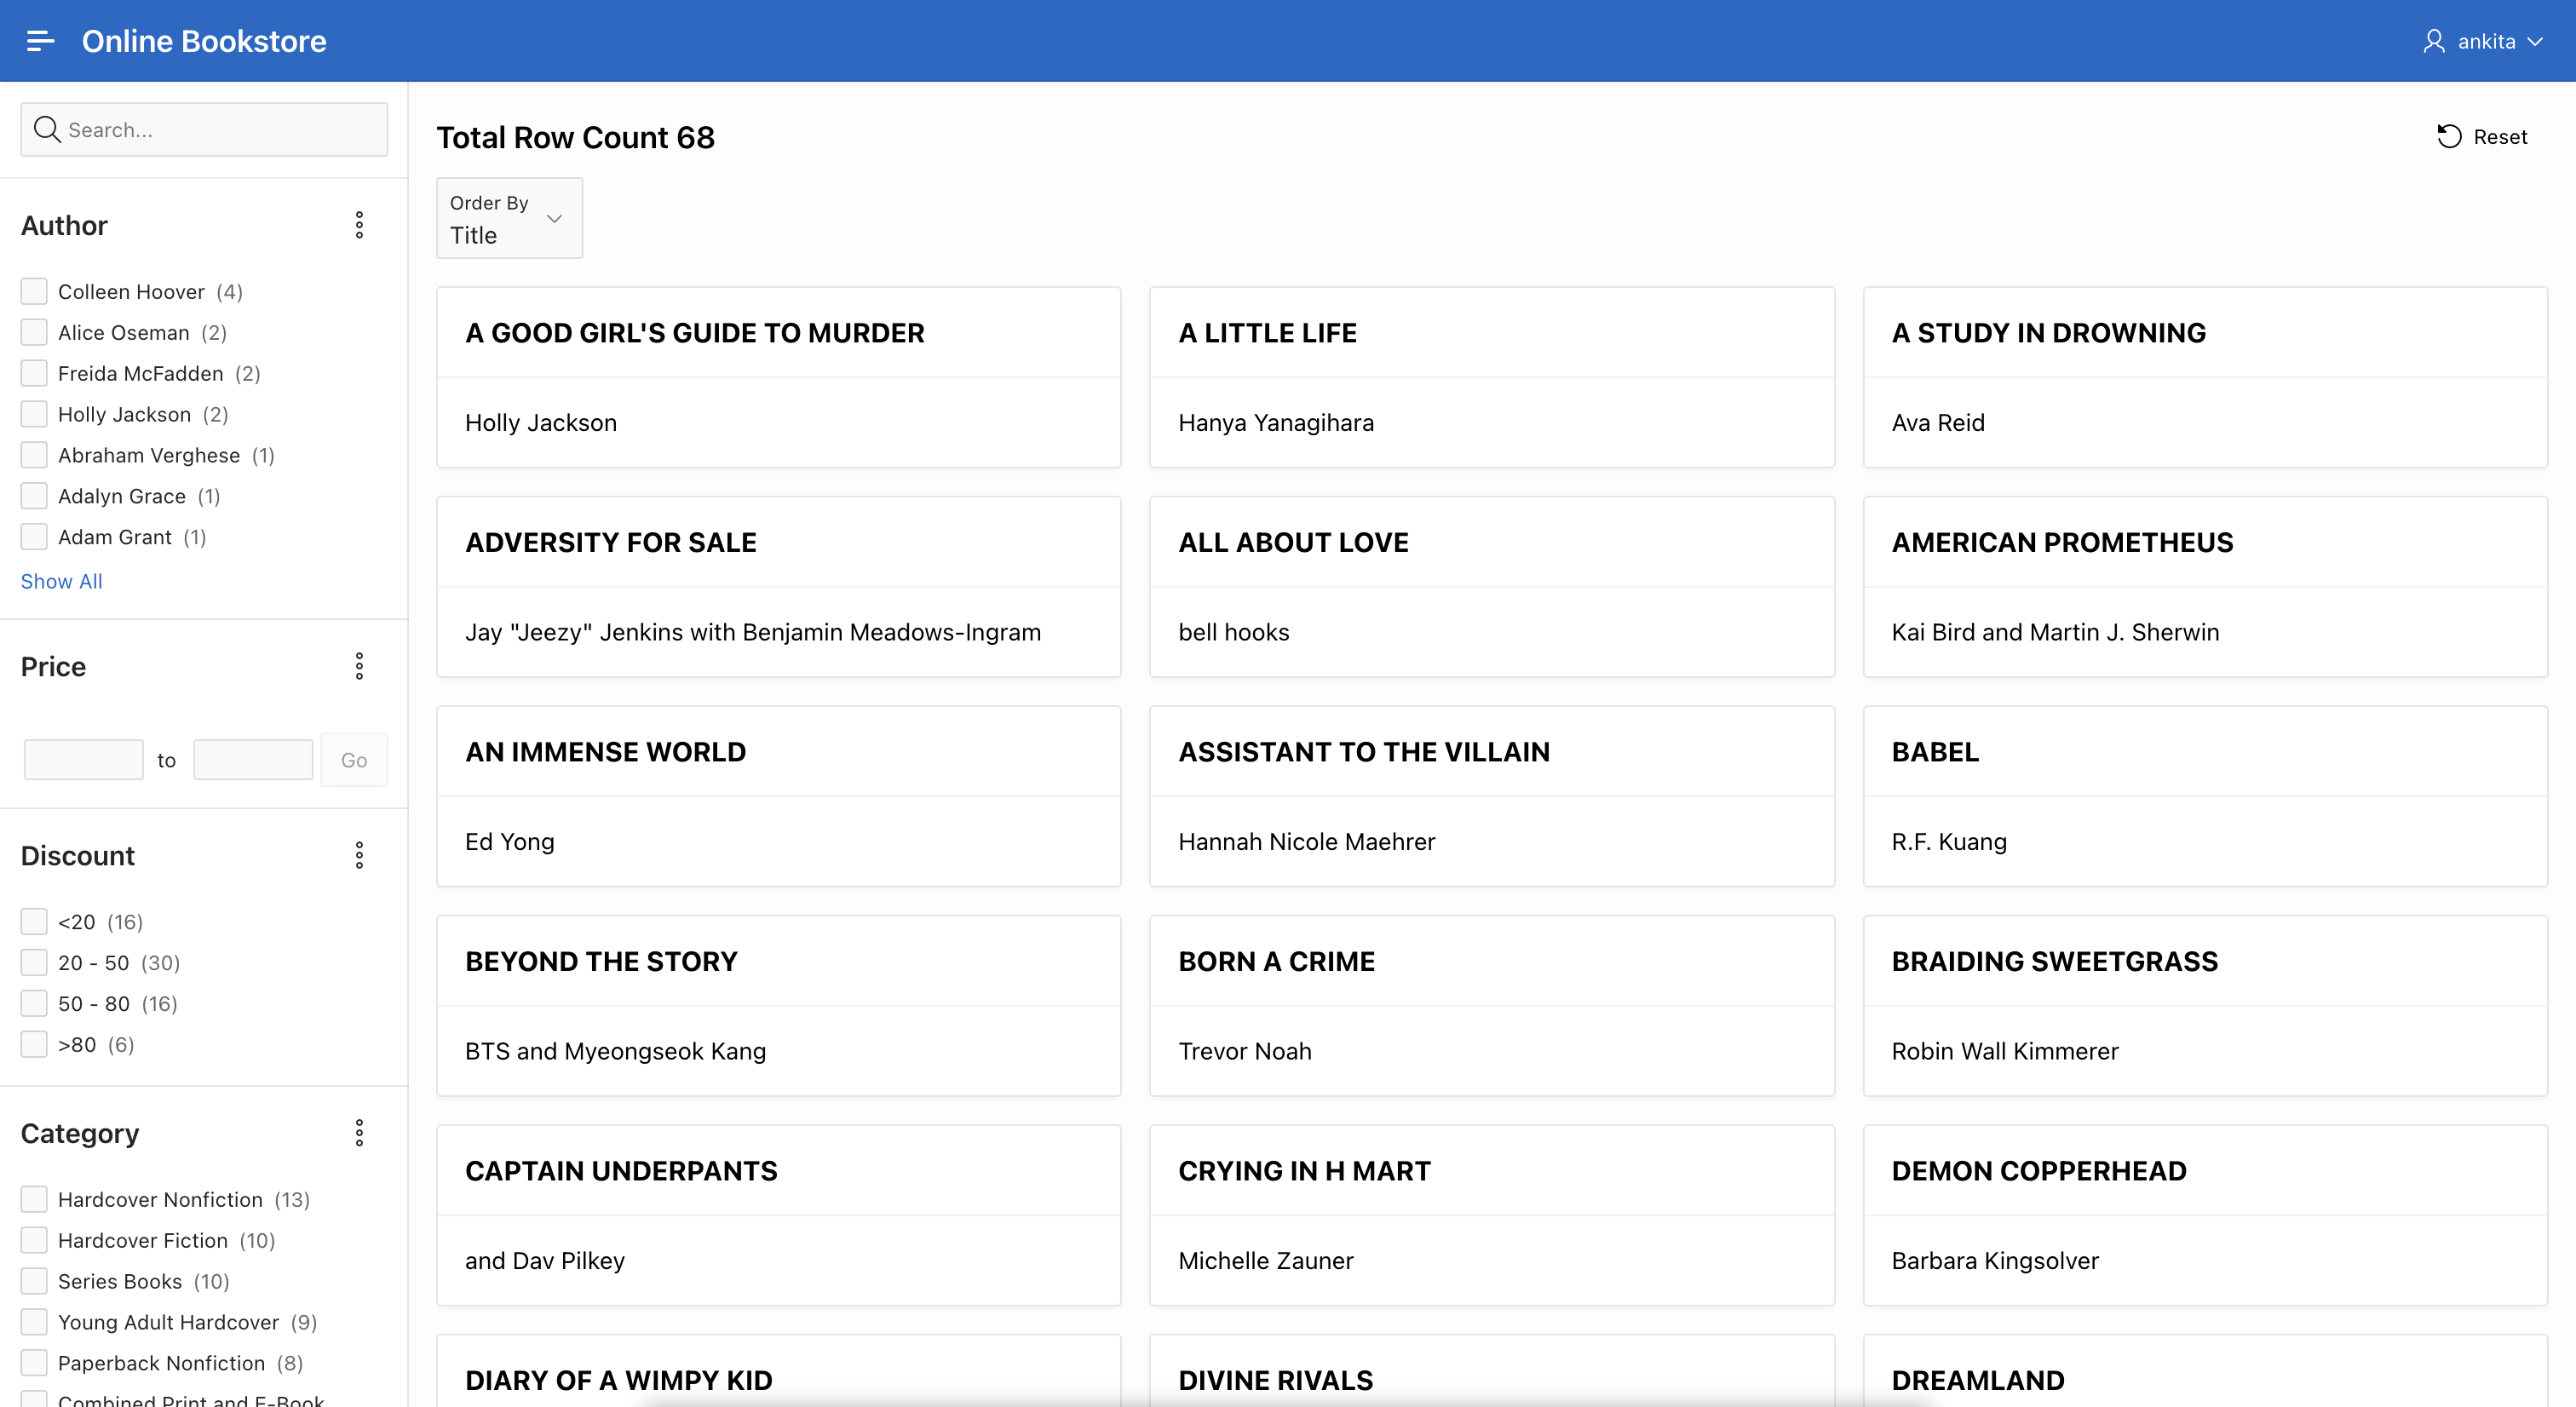 Online Bookstore
ankita
Search...
Author
Colleen Hoover (4)
Alice Oseman (2)
Freida McFadden (2)
Holly Jackson (2)
Abraham Verghese (1)
Adalyn Grace (1)
Adam Grant (1)
Show All
Price
to
Go
Discount
<20 (16)
20 - 50 (30)
50 - 80 (16)
>80 (6)
Category
Hardcover Nonfiction (13)
Hardcover Fiction (10)
Series Books (10)
Young Adult Hardcover (9)
Paperback Nonfiction (8)
Combined Print and E-Book
Total Row Count 68
Reset
Order By
Title
A GOOD GIRL'S GUIDE TO MURDER
Holly Jackson
A LITTLE LIFE
Hanya Yanagihara
A STUDY IN DROWNING
Ava Reid
ADVERSITY FOR SALE
Jay "Jeezy" Jenkins with Benjamin Meadows-Ingram
ALL ABOUT LOVE
bell hooks
AMERICAN PROMETHEUS
Kai Bird and Martin J. Sherwin
AN IMMENSE WORLD
Ed Yong
ASSISTANT TO THE VILLAIN
Hannah Nicole Maehrer
BABEL
R.F. Kuang
BEYOND THE STORY
BTS and Myeongseok Kang
BORN A CRIME
Trevor Noah
BRAIDING SWEETGRASS
Robin Wall Kimmerer
CAPTAIN UNDERPANTS
and Dav Pilkey
CRYING IN H MART
Michelle Zauner
DEMON COPPERHEAD
Barbara Kingsolver
DIARY OF A WIMPY KID
DIVINE RIVALS
DREAMLAND